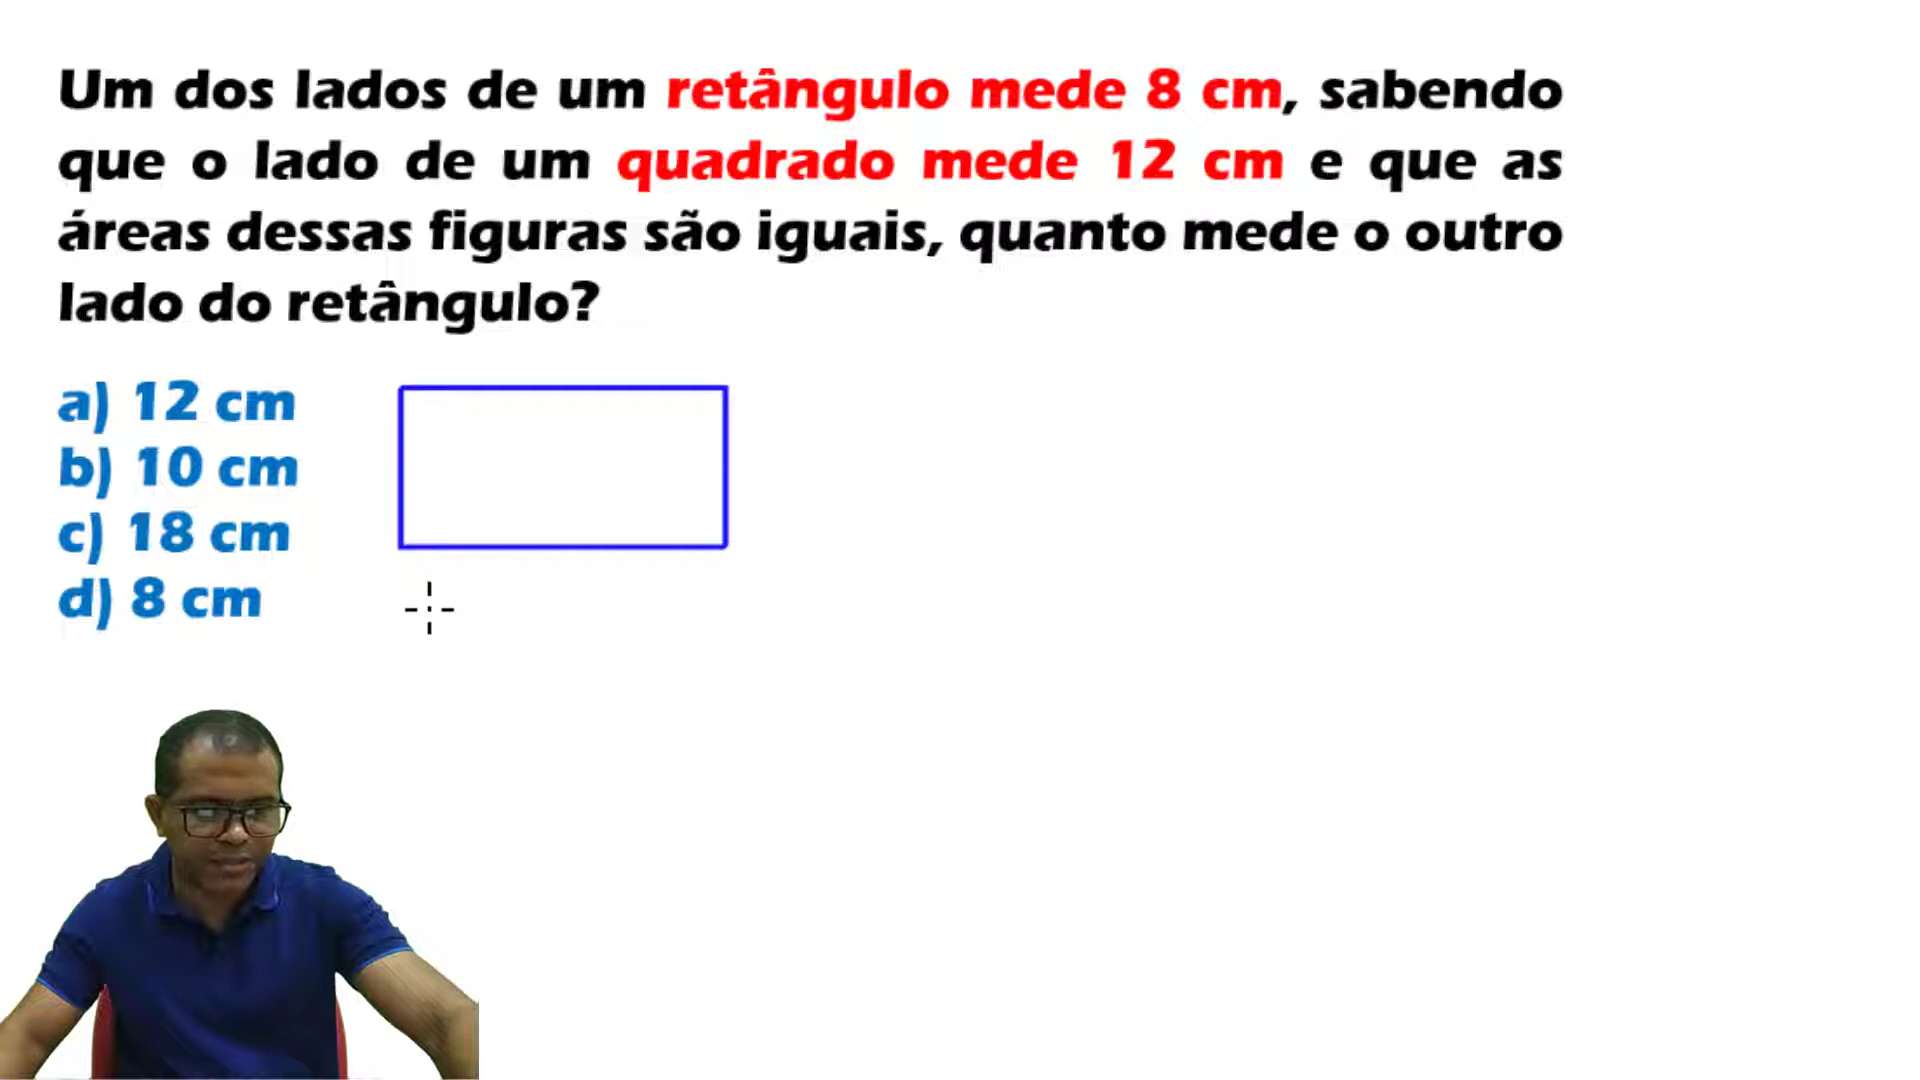 Um dos lados de um retângulo mede 8 cm, sabendo
que o lado de um quadrado mede 12 cm e que as
áreas dessas figuras são iguais, quanto mede o outro
lado do retângulo?
a) 12 cm
b) 10 cm
c) 18 cm
d) 8 cm